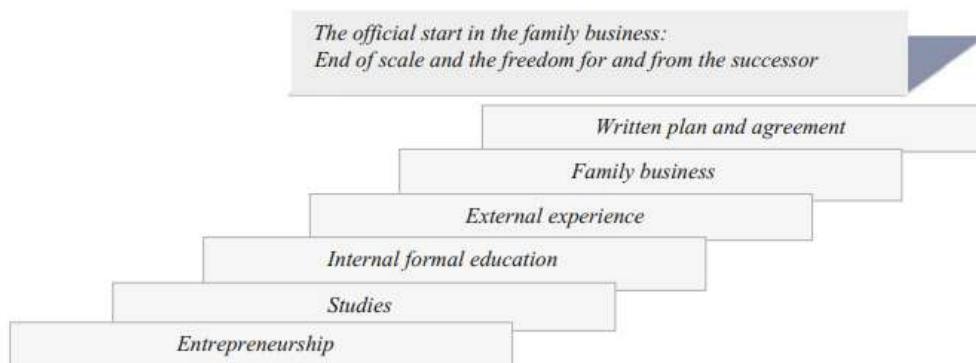 The official start in the family business:
End of scale and the freedom for and from the successor
Written plan and agreement
Family business
External experience
Internal formal education
Studies
Entrepreneurship